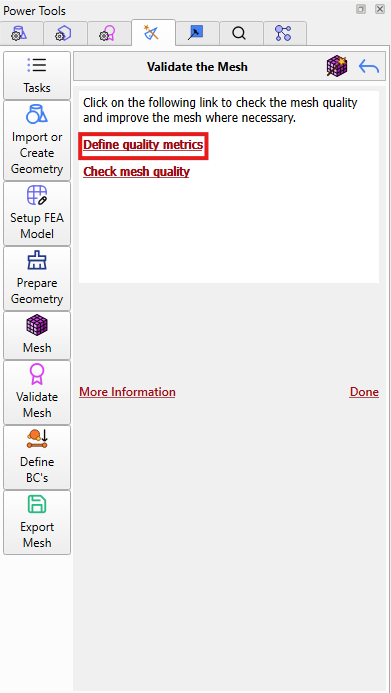 Power Tools
Validate the Mesh
Tasks
Import or
Create
Geometry
Setup FEA
Model
Prepare
Geometry
Mesh
Validate
Mesh
Define
BC's
Export
Mesh
Click on the following link to check the mesh quality
and improve the mesh where necessary.
Define quality metrics
Check mesh quality
More Information
Done